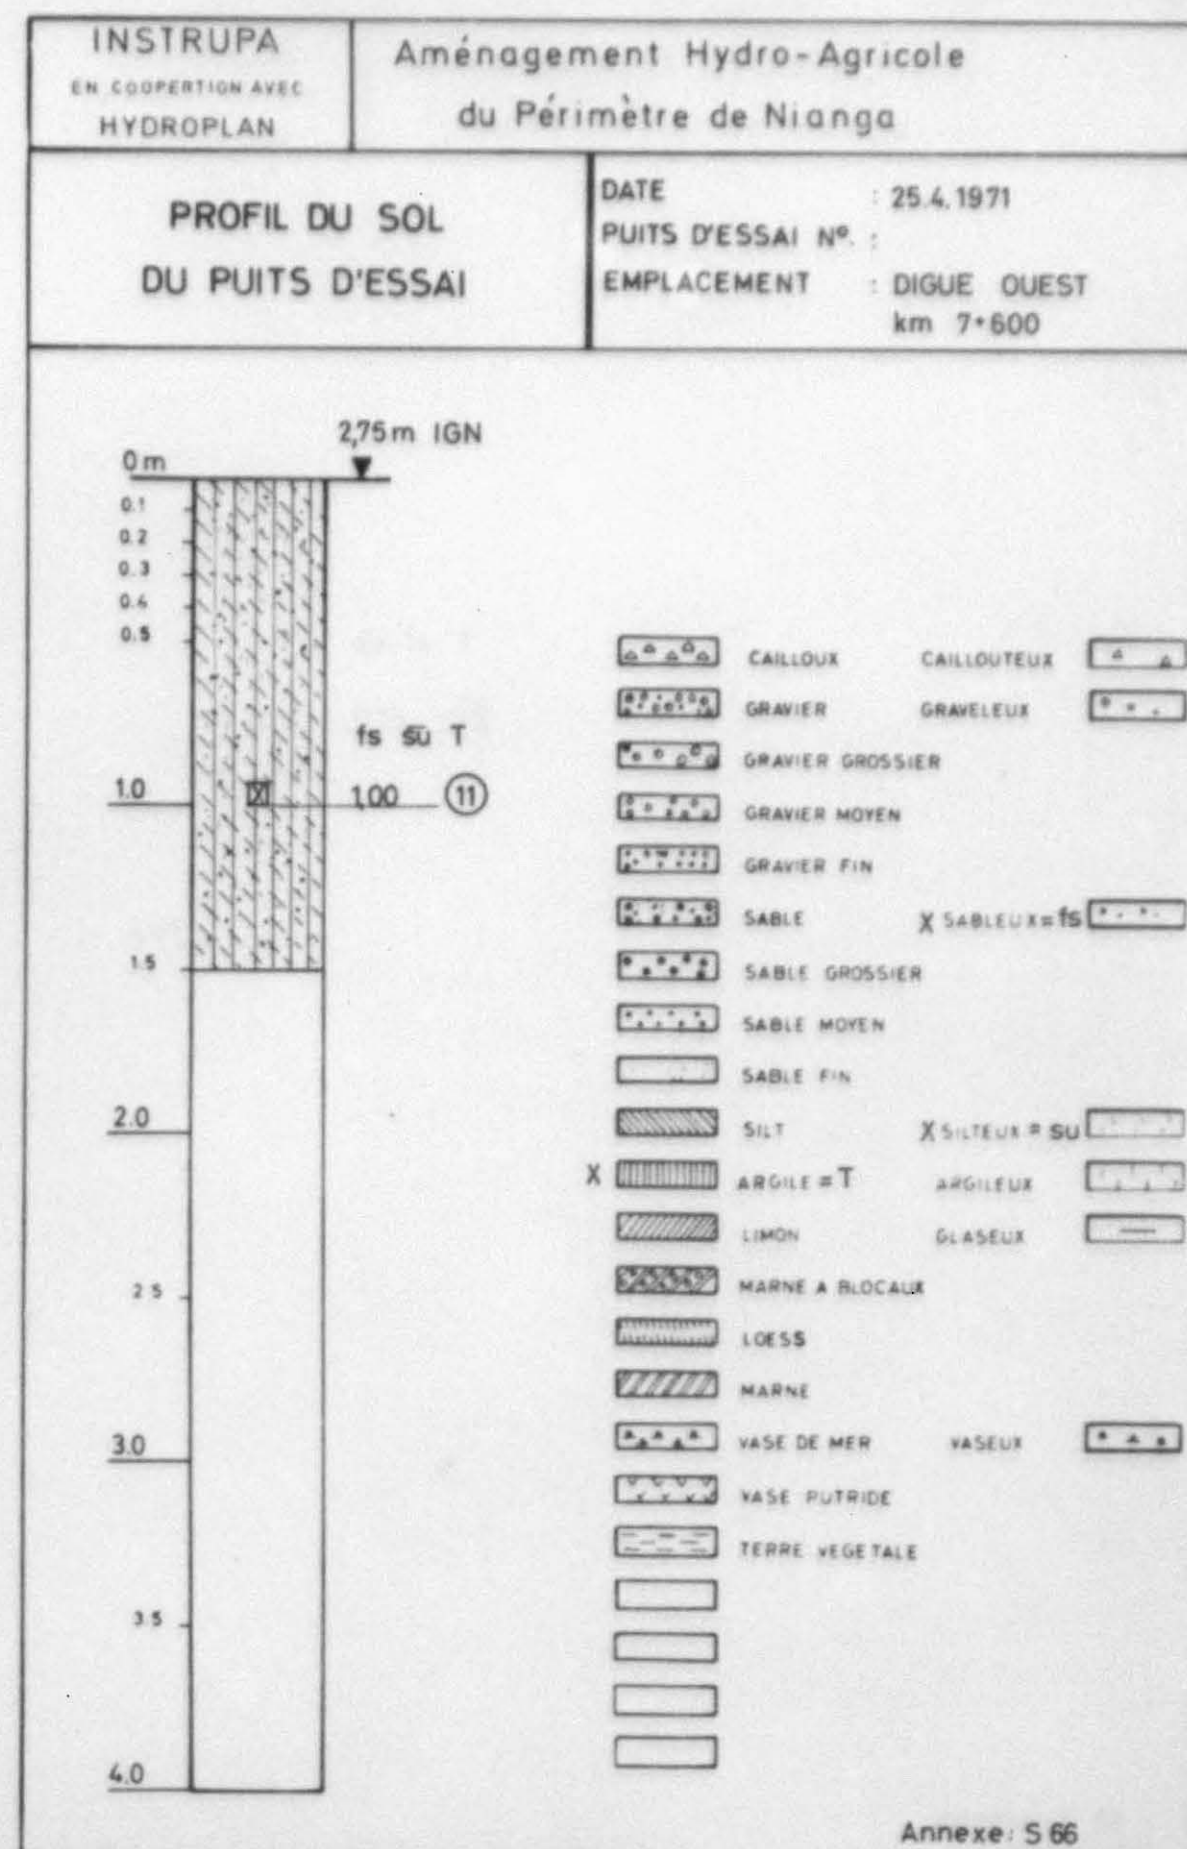 INSTRUPA
EN COOPERTION AVEC
HYDROPLAN
Aménagement Hydro-Agricole
du Périmètre de Nianga
PROFIL DU SOL
DU PUITS D'ESSAI
DATE : 25.4.1971
PUITS D'ESSAI Nº. :
EMPLACEMENT : DIGUE OUEST
km 7+600
2,75 m IGN
0 m
0.1
0.2
0.3
0.4
0.5
fs sū T
1.0 1,00 11
1.5
2.0
2.5
3.0
3.5
4.0
CAILLOUX CAILLOUTEUX
GRAVIER GRAVELEUX
GRAVIER GROSSIER
GRAVIER MOYEN
GRAVIER FIN
SABLE X SABLEUX = fs
SABLE GROSSIER
SABLE MOYEN
SABLE FIN
SILT X SILTEUX = su
X ARGILE = T ARGILEUX
LIMON GLASEUX
MARNE A BLOCAUX
LOESS
MARNE
VASE DE MER VASEUX
VASE PUTRIDE
TERRE VEGETALE
Annexe: S 66